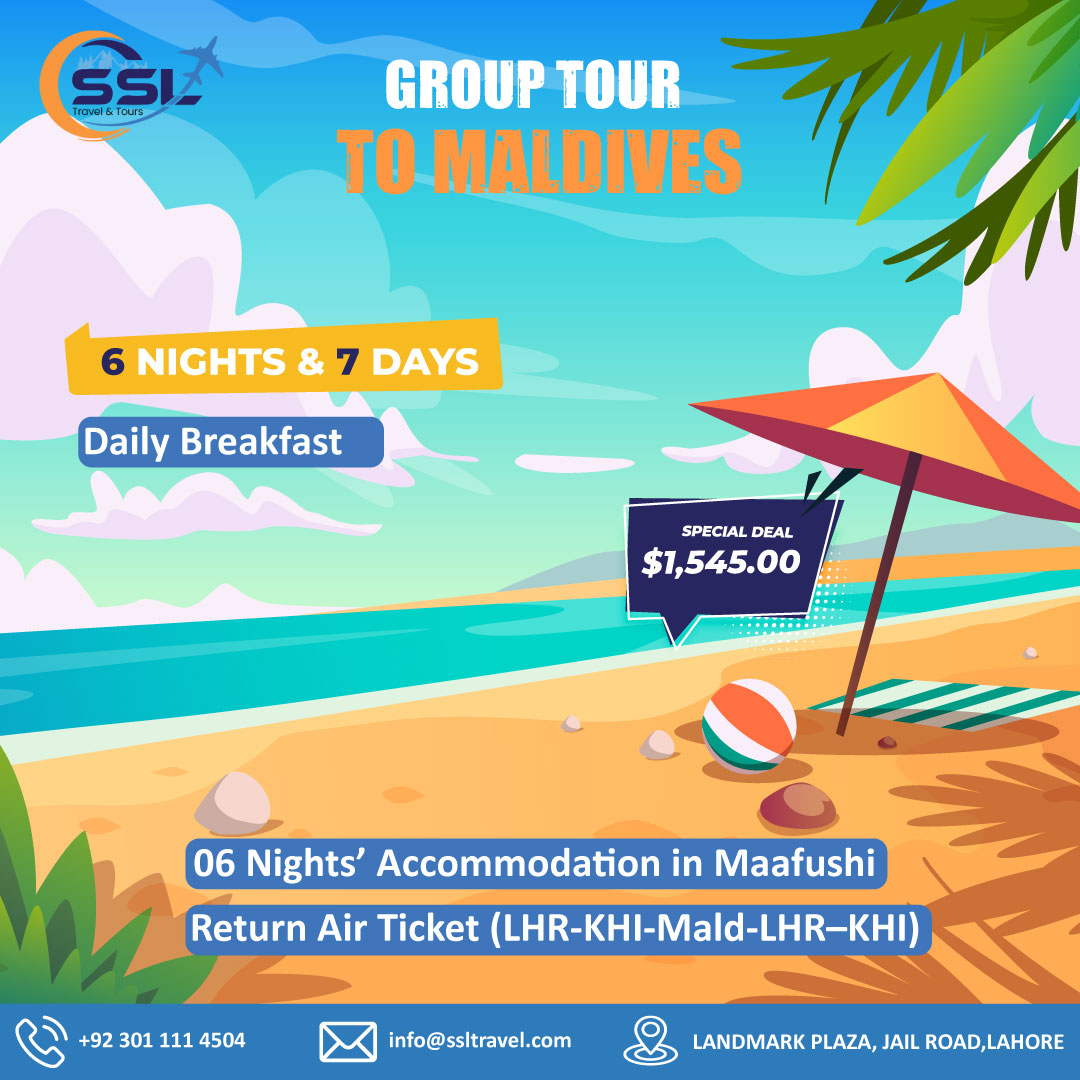 SSL
Travel & Tours
GROUP TOUR
TO MALDIVES
6 NIGHTS & 7 DAYS
Daily Breakfast
SPECIAL DEAL
$1,545.00
06 Nights’ Accommodation in Maafushi
Return Air Ticket (LHR-KHI-Mald-LHR–KHI)
+92 301 111 4504
info@ssltravel.com
LANDMARK PLAZA, JAIL ROAD,LAHORE